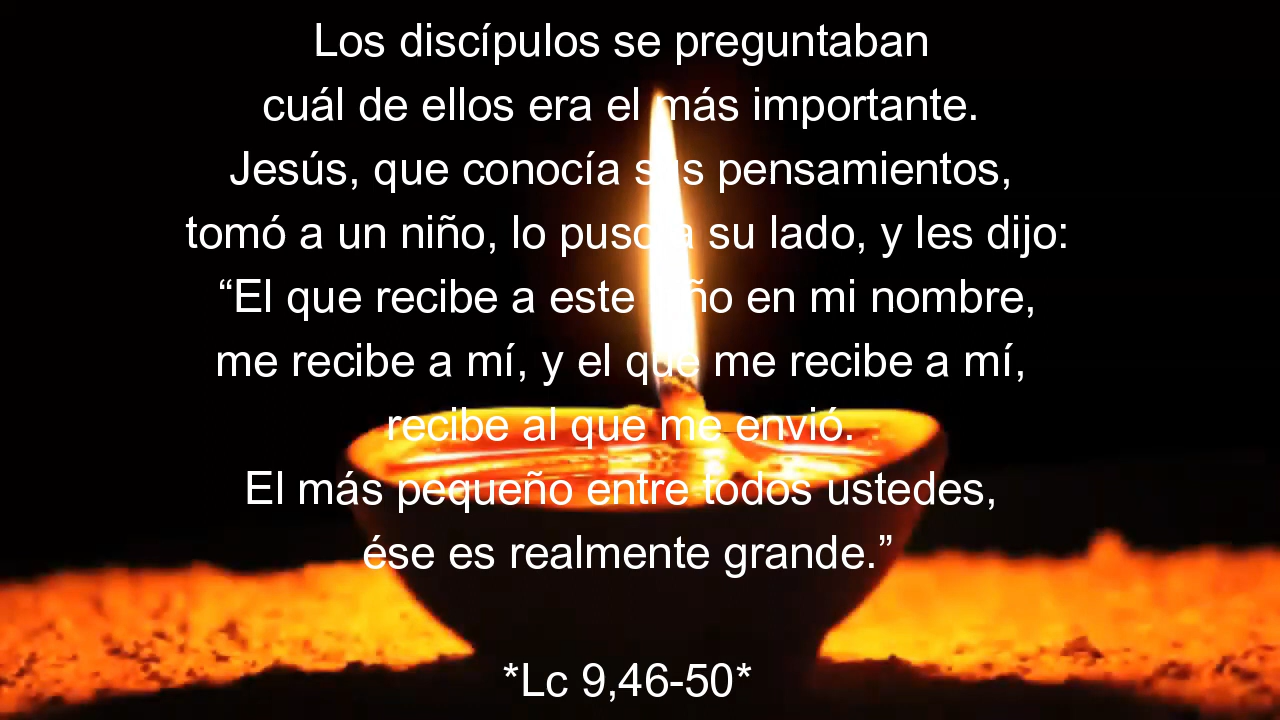 Los discípulos se preguntaban
cuál de ellos era el más importante.
Jesús, que conocía sus pensamientos,
tomó a un niño, lo puso a su lado, y les dijo:
“El que recibe a este niño en mi nombre,
me recibe a mí, y el que me recibe a mí,
recibe al que me envió.
El más pequeño entre todos ustedes,
ése es realmente grande.”
*Lc 9,46-50*